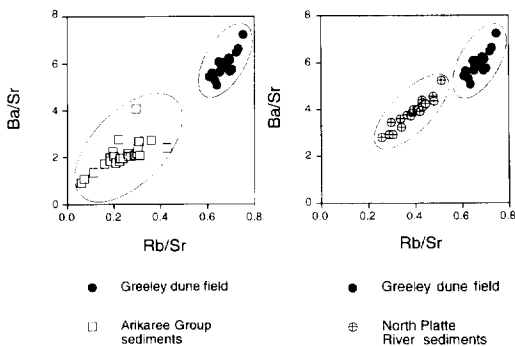 8
6
4
2
0
Ba/Sr
0.0 0.2 0.4 0.6 0.8
Rb/Sr
Greeley dune field
Arikaree Group
sediments
8
6
4
2
0
Ba/Sr
0.0 0.2 0.4 0.6 0.8
Rb/Sr
Greeley dune field
North Platte
River sediments